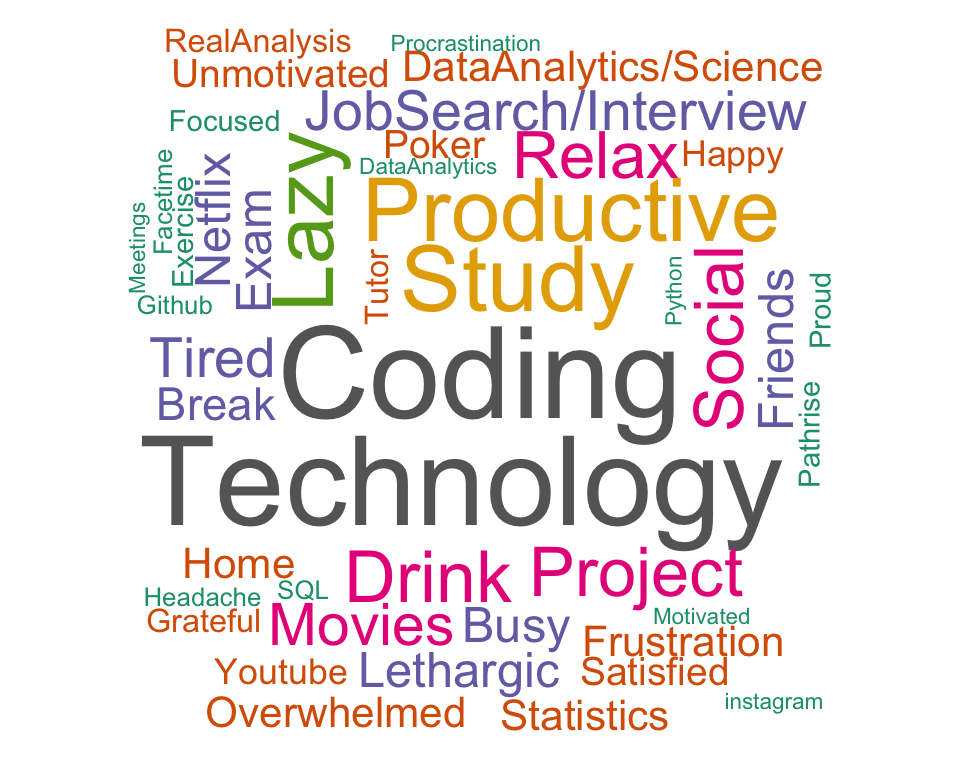 RealAnalysis
Procrastination
Unmotivated
DataAnalytics/Science
JobSearch/Interview
Focused
Poker
Relax
Happy
DataAnalytics
Productive
Lazy
Netflix
Exam
Exercise
Facetime
Meetings
Github
Study
Tutor
Python
Social
Friends
Proud
Pathrise
Tired
Break
Coding
Technology
Home
Drink
Project
SQL
Headache
Grateful
Movies
Busy
Motivated
Frustration
Youtube
Lethargic
Satisfied
instagram
Overwhelmed
Statistics